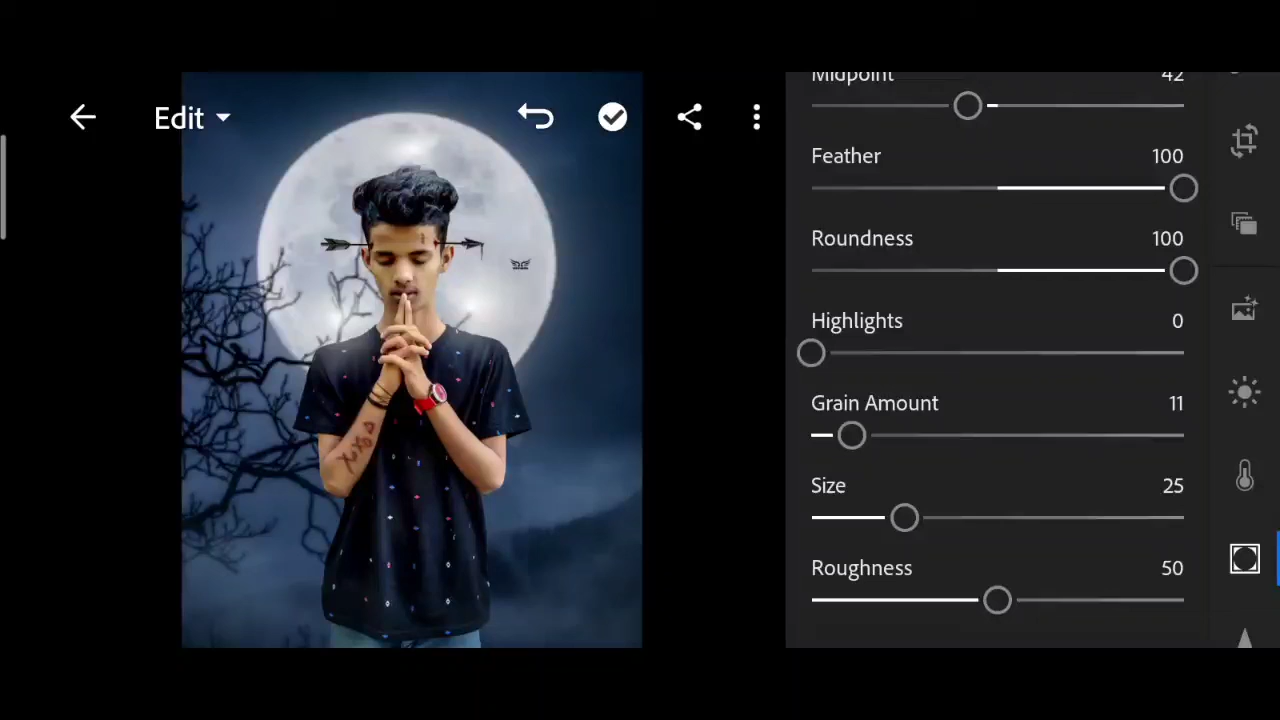 Edit
Midpoint 42
Feather 100
Roundness 100
Highlights 0
Grain Amount 11
Size 25
Roughness 50